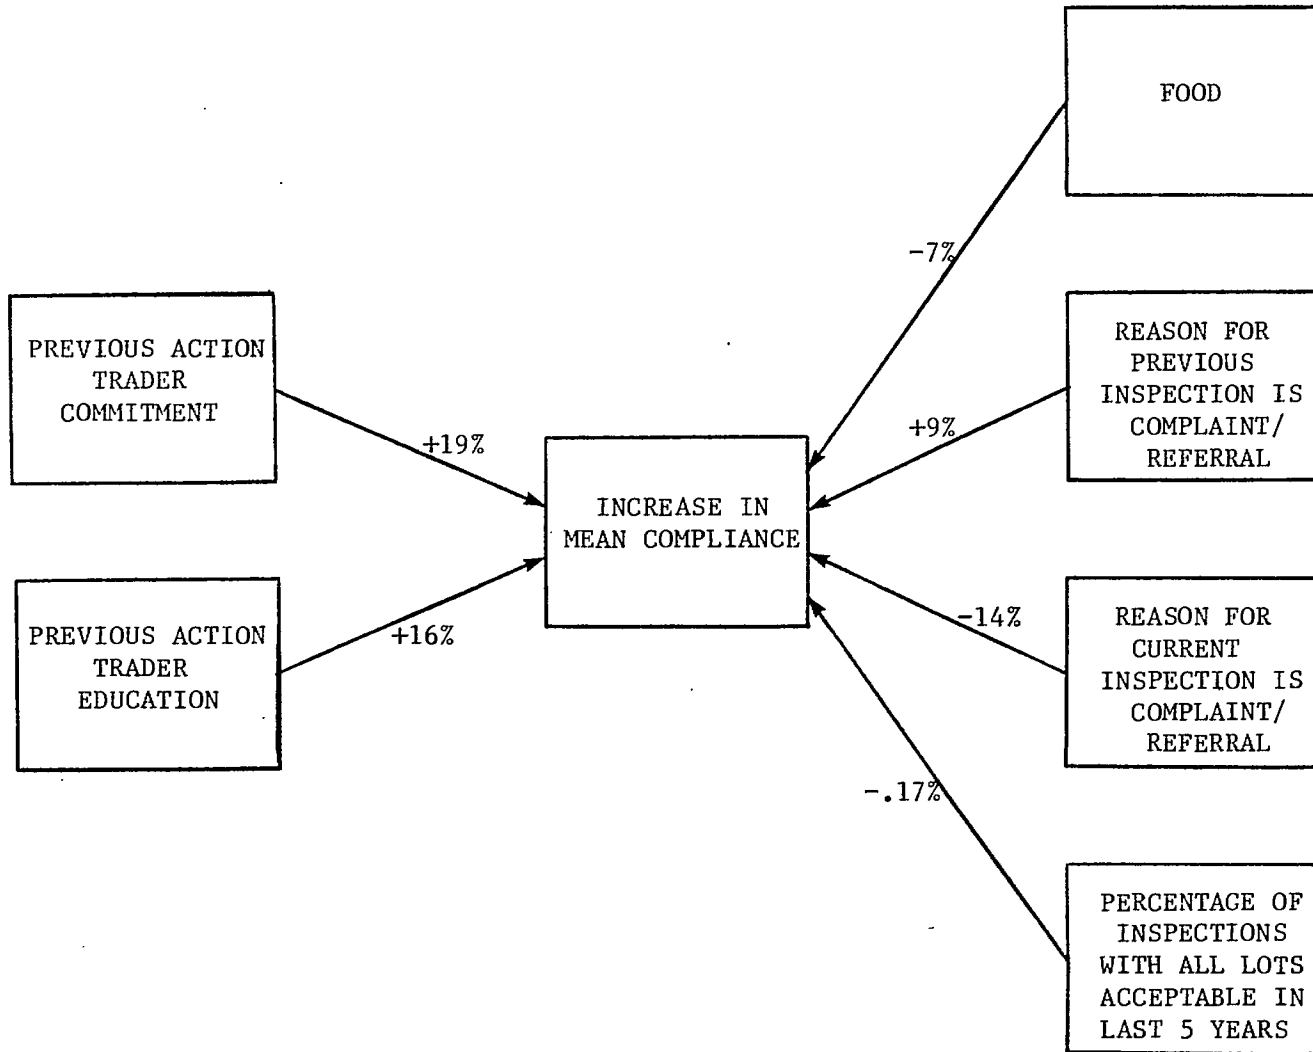 FOOD
-7%
PREVIOUS ACTION
TRADER
COMMITMENT
+19%
REASON FOR
PREVIOUS
INSPECTION IS
COMPLAINT/
REFERRAL
+9%
INCREASE IN
MEAN COMPLIANCE
PREVIOUS ACTION
TRADER
EDUCATION
+16%
-14%
REASON FOR
CURRENT
INSPECTION IS
COMPLAINT/
REFERRAL
-.17%
PERCENTAGE OF
INSPECTIONS
WITH ALL LOTS
ACCEPTABLE IN
LAST 5 YEARS